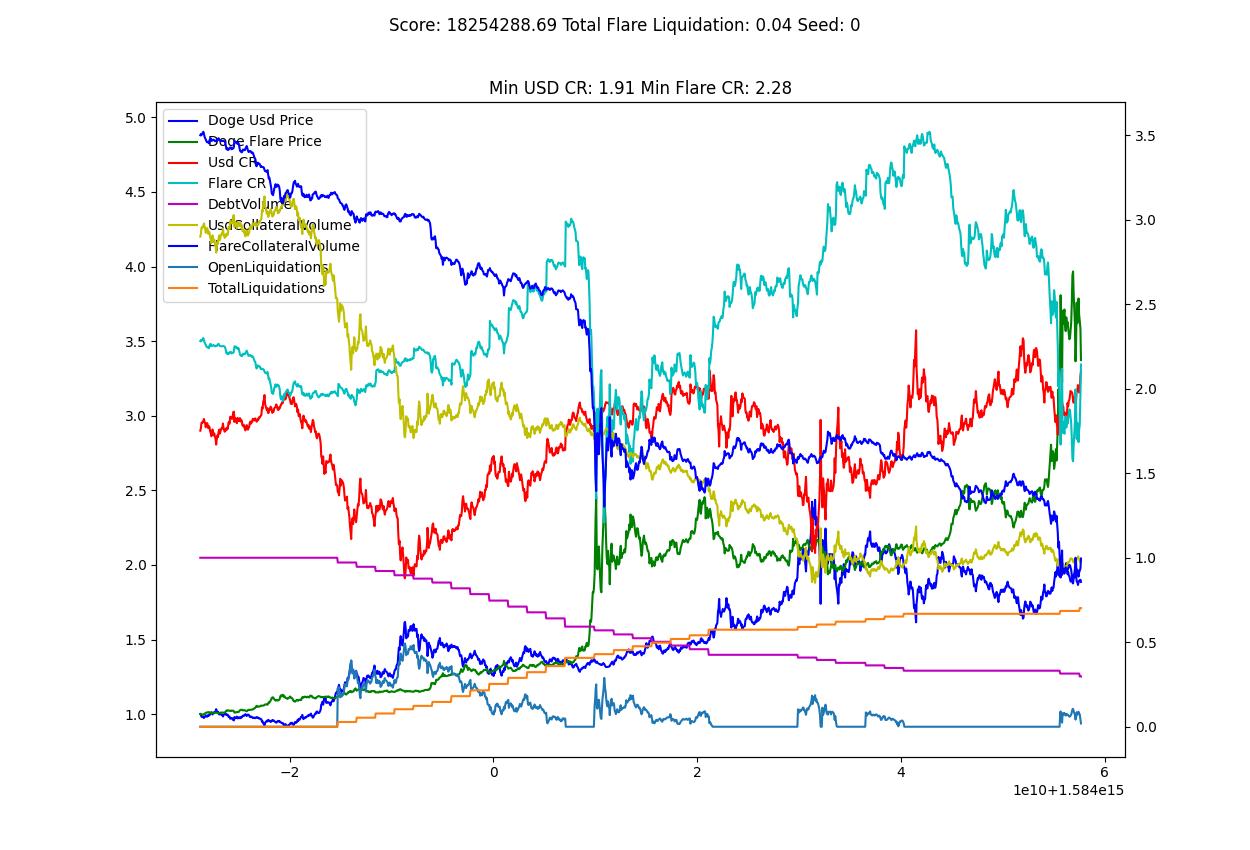 Score: 18254288.69 Total Flare Liquidation: 0.04 Seed: 0
Min USD CR: 1.91 Min Flare CR: 2.28
Doge Usd Price
Doge Flare Price
Usd CR
Flare CR
DebtVolume
UsdCollateralVolume
FlareCollateralVolume
OpenLiquidations
TotalLiquidations
5.0
4.5
4.0
3.5
3.0
2.5
2.0
1.5
1.0
3.5
3.0
2.5
2.0
1.5
1.0
0.5
0.0
−2 0 2 4 6
1e10+1.584e15